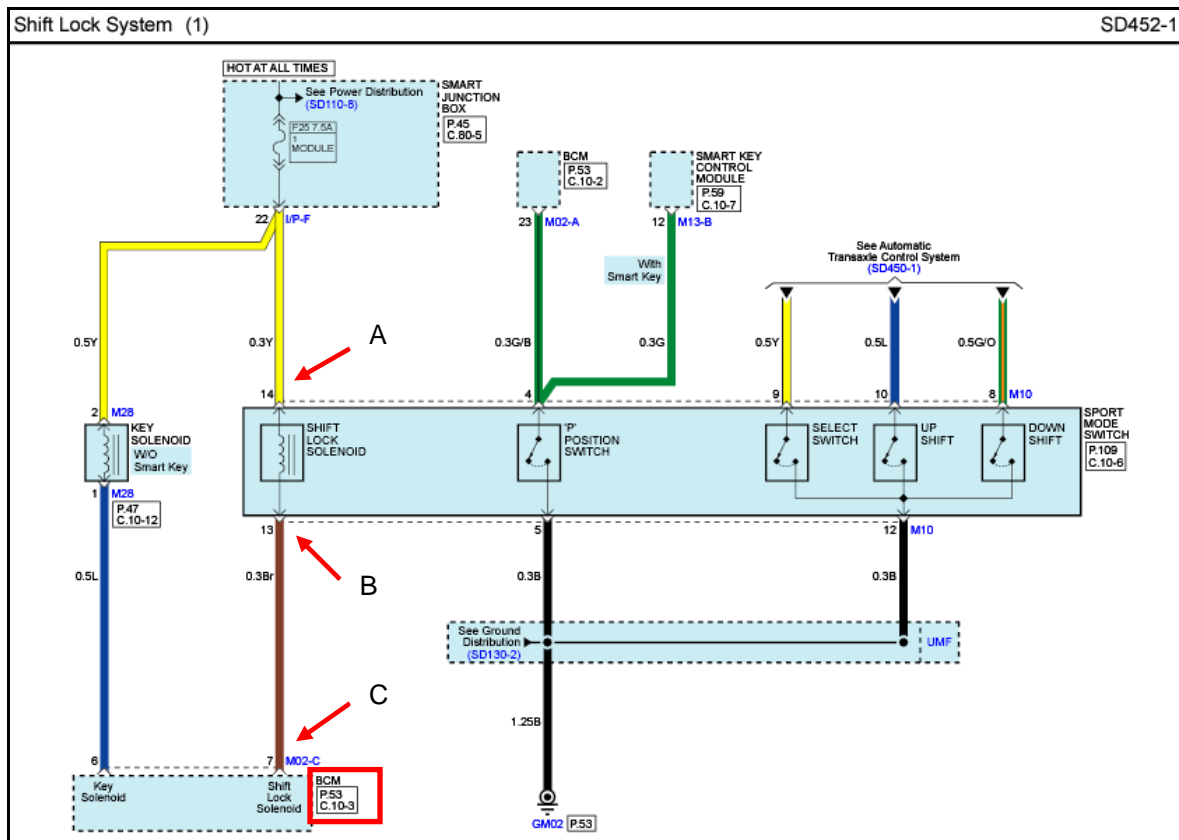 Shift Lock System (1)
SD452-1
HOT AT ALL TIMES
See Power Distribution
(SD110-8)
F25 7.5A
1
MODULE
SMART
JUNCTION
BOX
P.45
C.80-5
BCM
P.53
C.10-2
SMART KEY
CONTROL
MODULE
P.59
C.10-7
22 I/P-F
23 M02-A
12 M13-B
With
Smart Key
See Automatic
Transaxle Control System
(SD450-1)
0.5Y
0.3Y
A
0.3G/B
0.3G
0.5Y
0.5L
0.5G/O
14
4
9
10
8 M10
2 M28
KEY
SOLENOID
W/O
Smart Key
SHIFT
LOCK
SOLENOID
'P'
POSITION
SWITCH
SELECT
SWITCH
UP
SHIFT
DOWN
SHIFT
SPORT
MODE
SWITCH
P.109
C.10-6
1 M28
P.47
C.10-12
13
5
12 M10
B
0.5L
0.3Br
0.3B
0.3B
See Ground
Distribution
(SD130-2)
UMF
C
1.25B
6
7 M02-C
Key
Solenoid
Shift
Lock
Solenoid
BCM
P.53
C.10-3
GM02 P.53